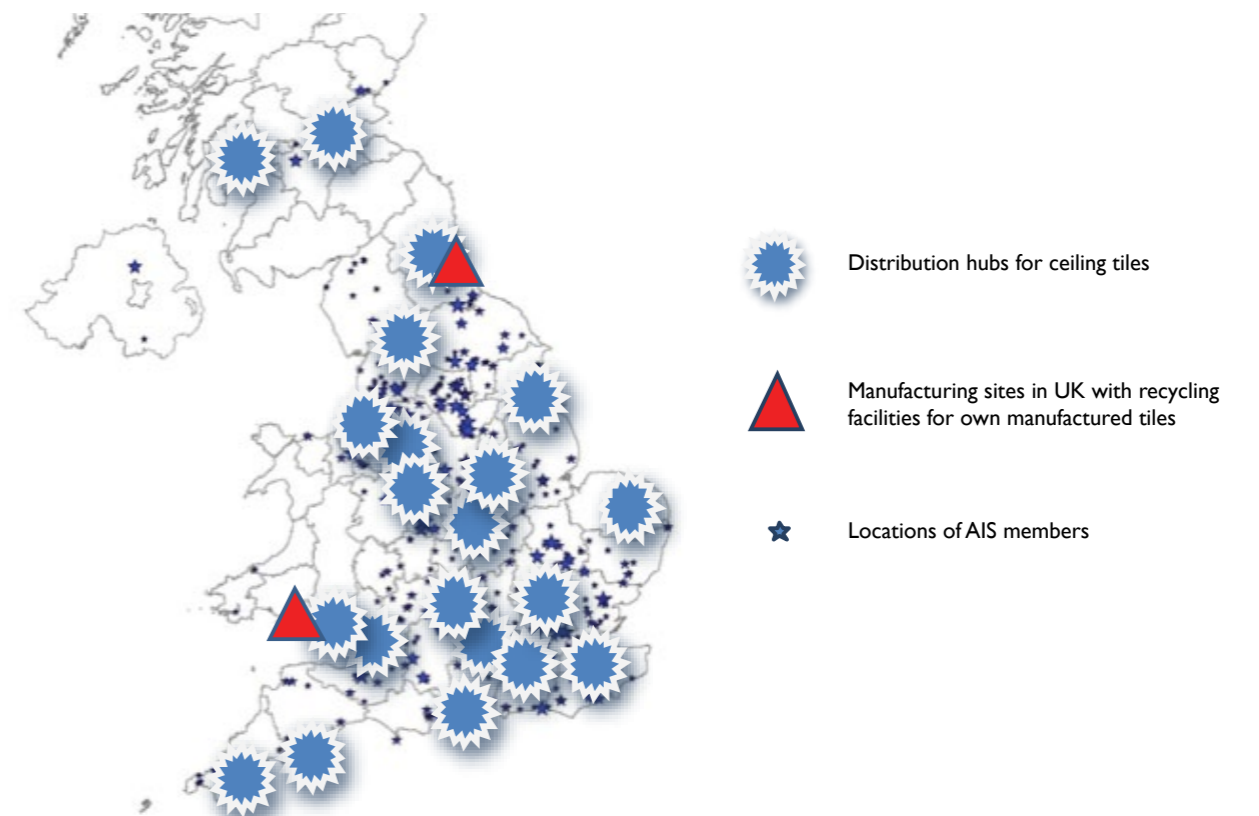 Distribution hubs for ceiling tiles
Manufacturing sites in UK with recycling
facilities for own manufactured tiles
Locations of AIS members